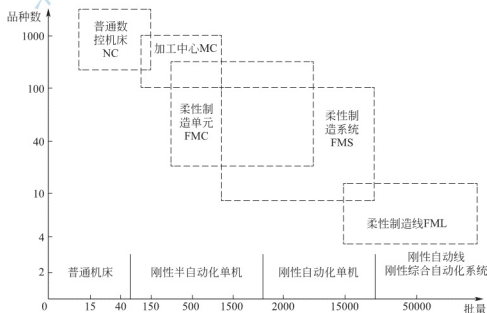 品种数
普通数
控机床
NC
加工中心MC
1000
100
柔性制
造单元
FMC
柔性制
造系统
FMS
40
10
柔性制造线FML
4
刚性自动线
刚性综合自动化系统
2
普通机床
刚性半自动化单机
刚性自动化单机
0
15
40
150
500
1500
2000
15000
50000
批量